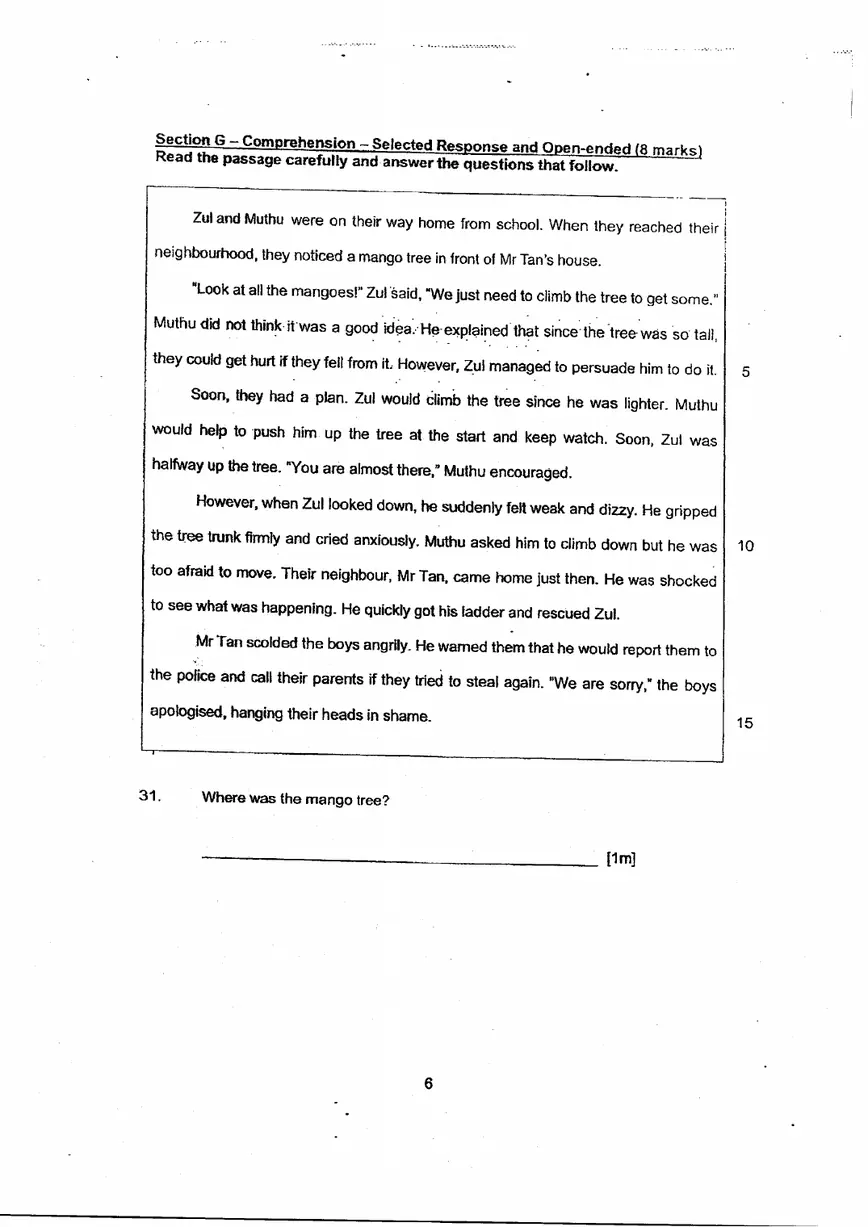 Section G – Comprehension – Selected Response and Open-ended (8 marks)
Read the passage carefully and answer the questions that follow.
Zul and Muthu were on their way home from school. When they reached their
neighbourhood, they noticed a mango tree in front of Mr Tan's house.
"Look at all the mangoes!" Zul said, "We just need to climb the tree to get some."
Muthu did not think it was a good idea. He explained that since the tree was so tall,
they could get hurt if they fell from it. However, Zul managed to persuade him to do it. 5
Soon, they had a plan. Zul would climb the tree since he was lighter. Muthu
would help to push him up the tree at the start and keep watch. Soon, Zul was
halfway up the tree. "You are almost there," Muthu encouraged.
However, when Zul looked down, he suddenly felt weak and dizzy. He gripped
the tree trunk firmly and cried anxiously. Muthu asked him to climb down but he was 10
too afraid to move. Their neighbour, Mr Tan, came home just then. He was shocked
to see what was happening. He quickly got his ladder and rescued Zul.
Mr Tan scolded the boys angrily. He warned them that he would report them to
the police and call their parents if they tried to steal again. "We are sorry," the boys
apologised, hanging their heads in shame. 15
31. Where was the mango tree?
[1m]
6